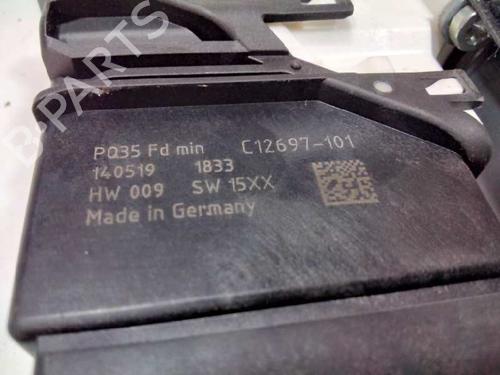 PQ35 Fd min C12697-101
140519 1833
HW 009 SW 15XX
Made in Germany
B-PARTS